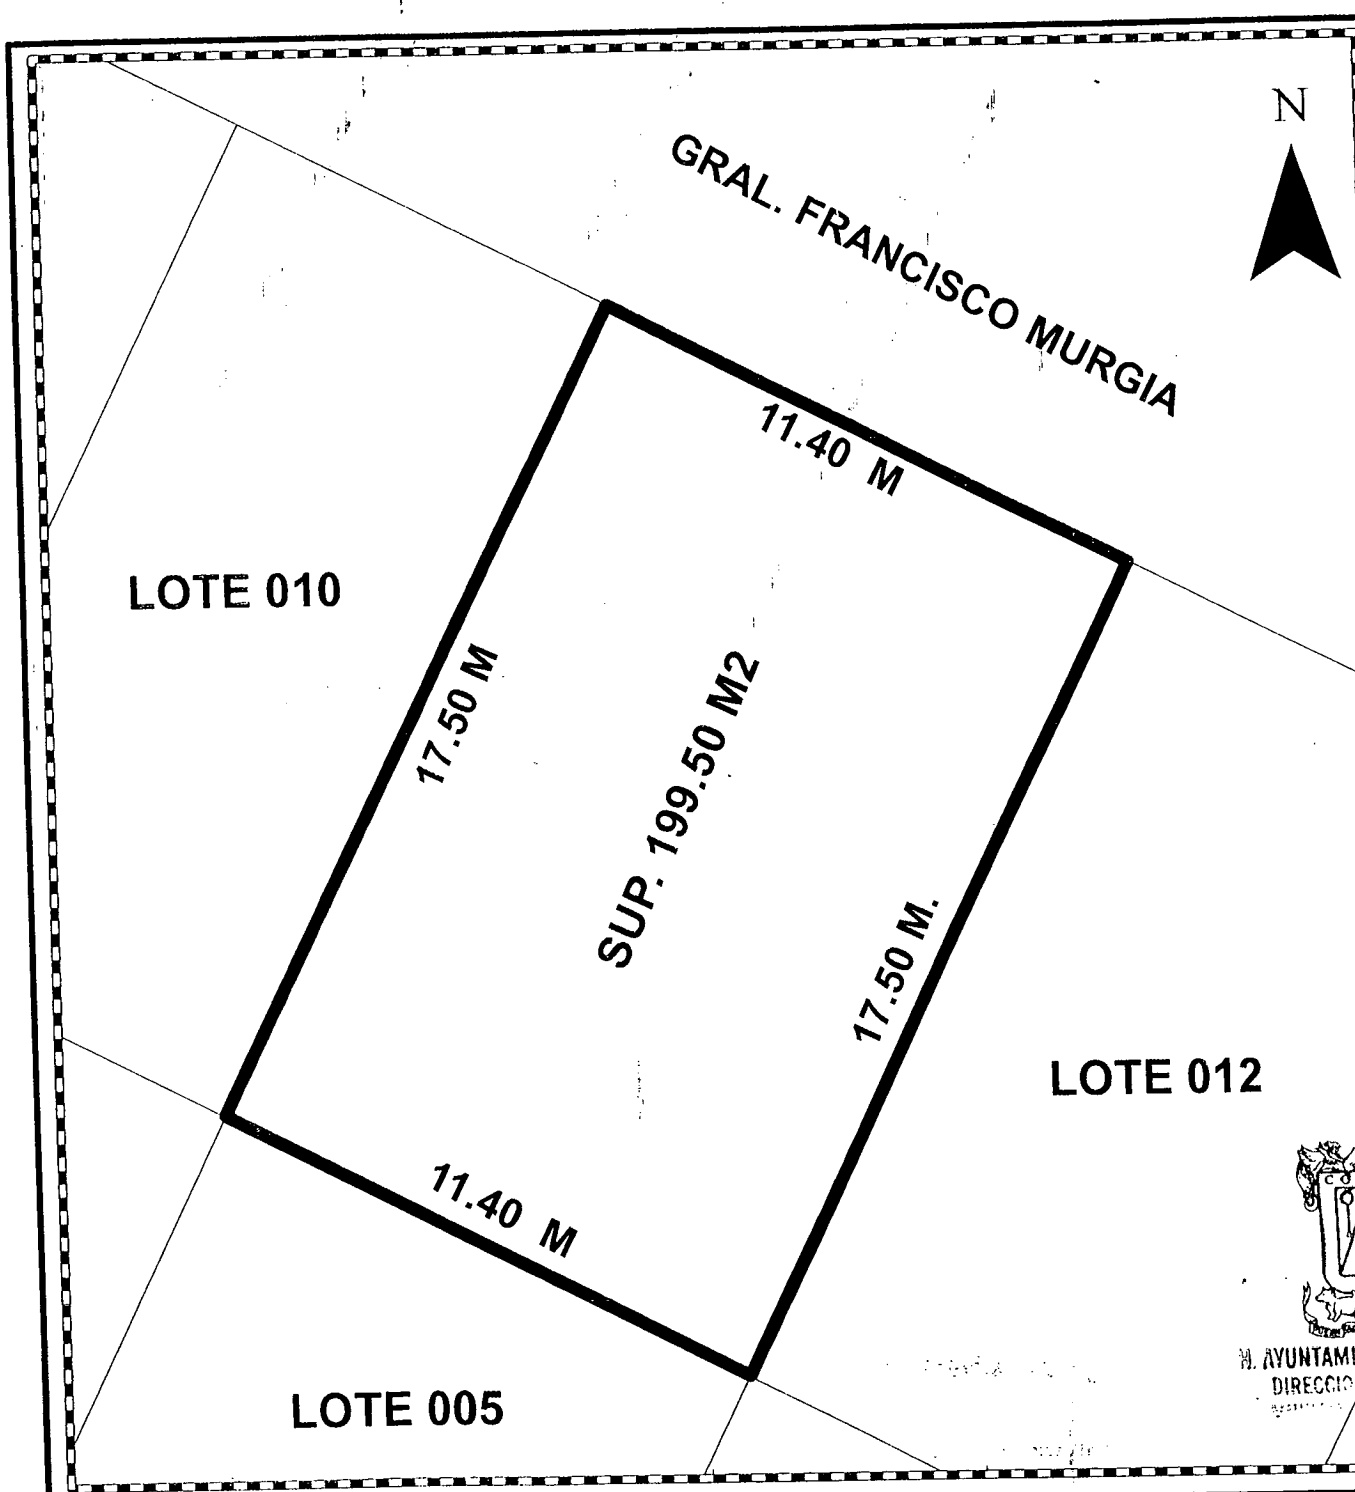 N
GRAL. FRANCISCO MURGIA
11.40 M
LOTE 010
17.50 M
SUP. 199.50 M2
17.50 M.
LOTE 012
11.40 M
LOTE 005
H. AYUNTAMI
DIRECCIO